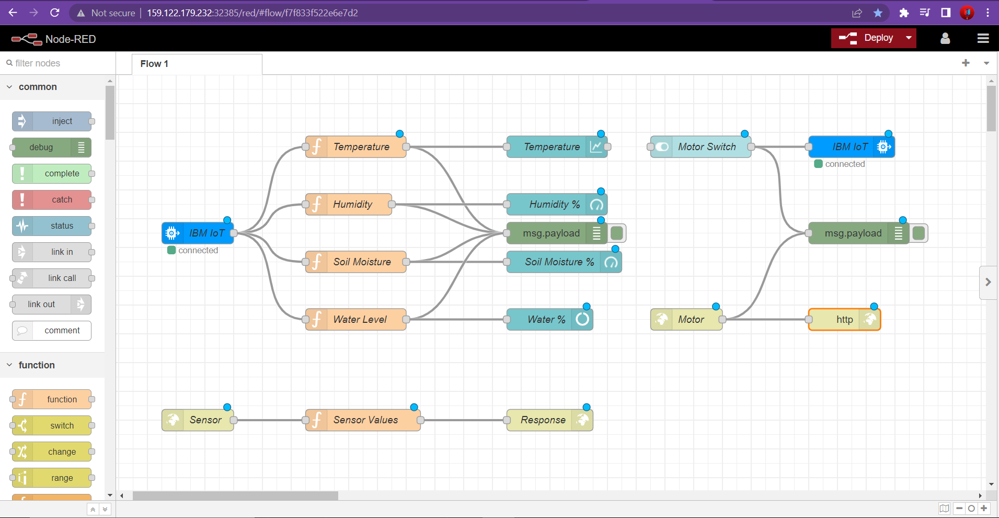 Not secure
159.122.179.232:32385/red/#flow/f7f833f522e6e7d2
Node-RED
Deploy
filter nodes
Flow 1
common
inject
debug
complete
catch
status
link in
link call
link out
comment
function
function
switch
change
range
IBM IoT
connected
Temperature
Humidity
Soil Moisture
Water Level
Temperature
Humidity %
msg.payload
Soil Moisture %
Water %
Motor Switch
IBM IoT
connected
msg.payload
Motor
http
Sensor
Sensor Values
Response